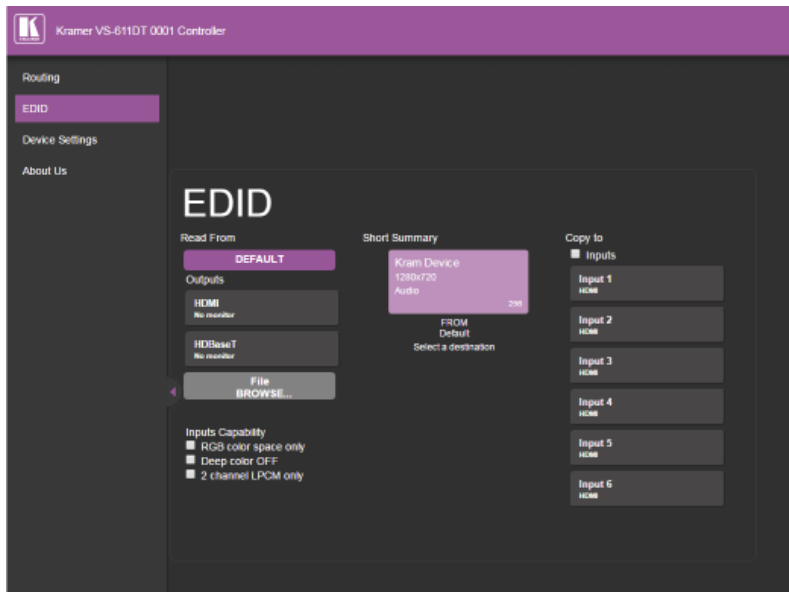 Kramer VS-611DT 0001 Controller
Routing
EDID
Device Settings
About Us
EDID
Read From
DEFAULT
Outputs
HDMI
No monitor
HDBaseT
No monitor
File
BROWSE...
Inputs Capability
RGB color space only
Deep color OFF
2 channel LPCM only
Short Summary
Kram Device
1280x720
Audio
256
FROM
Default
Select a destination
Copy to
Inputs
Input 1
HDMI
Input 2
HDMI
Input 3
HDMI
Input 4
HDMI
Input 5
HDMI
Input 6
HDMI